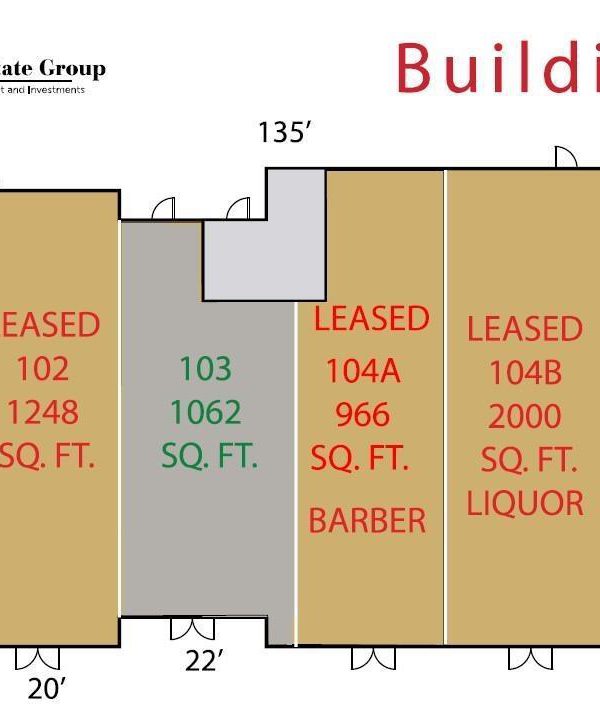 tate Group
t and Investments
Buildi
135’
EASED
102
1248
SQ. FT.
103
1062
SQ. FT.
LEASED
104A
966
SQ. FT.
BARBER
LEASED
104B
2000
SQ. FT.
LIQUOR
22’
20’